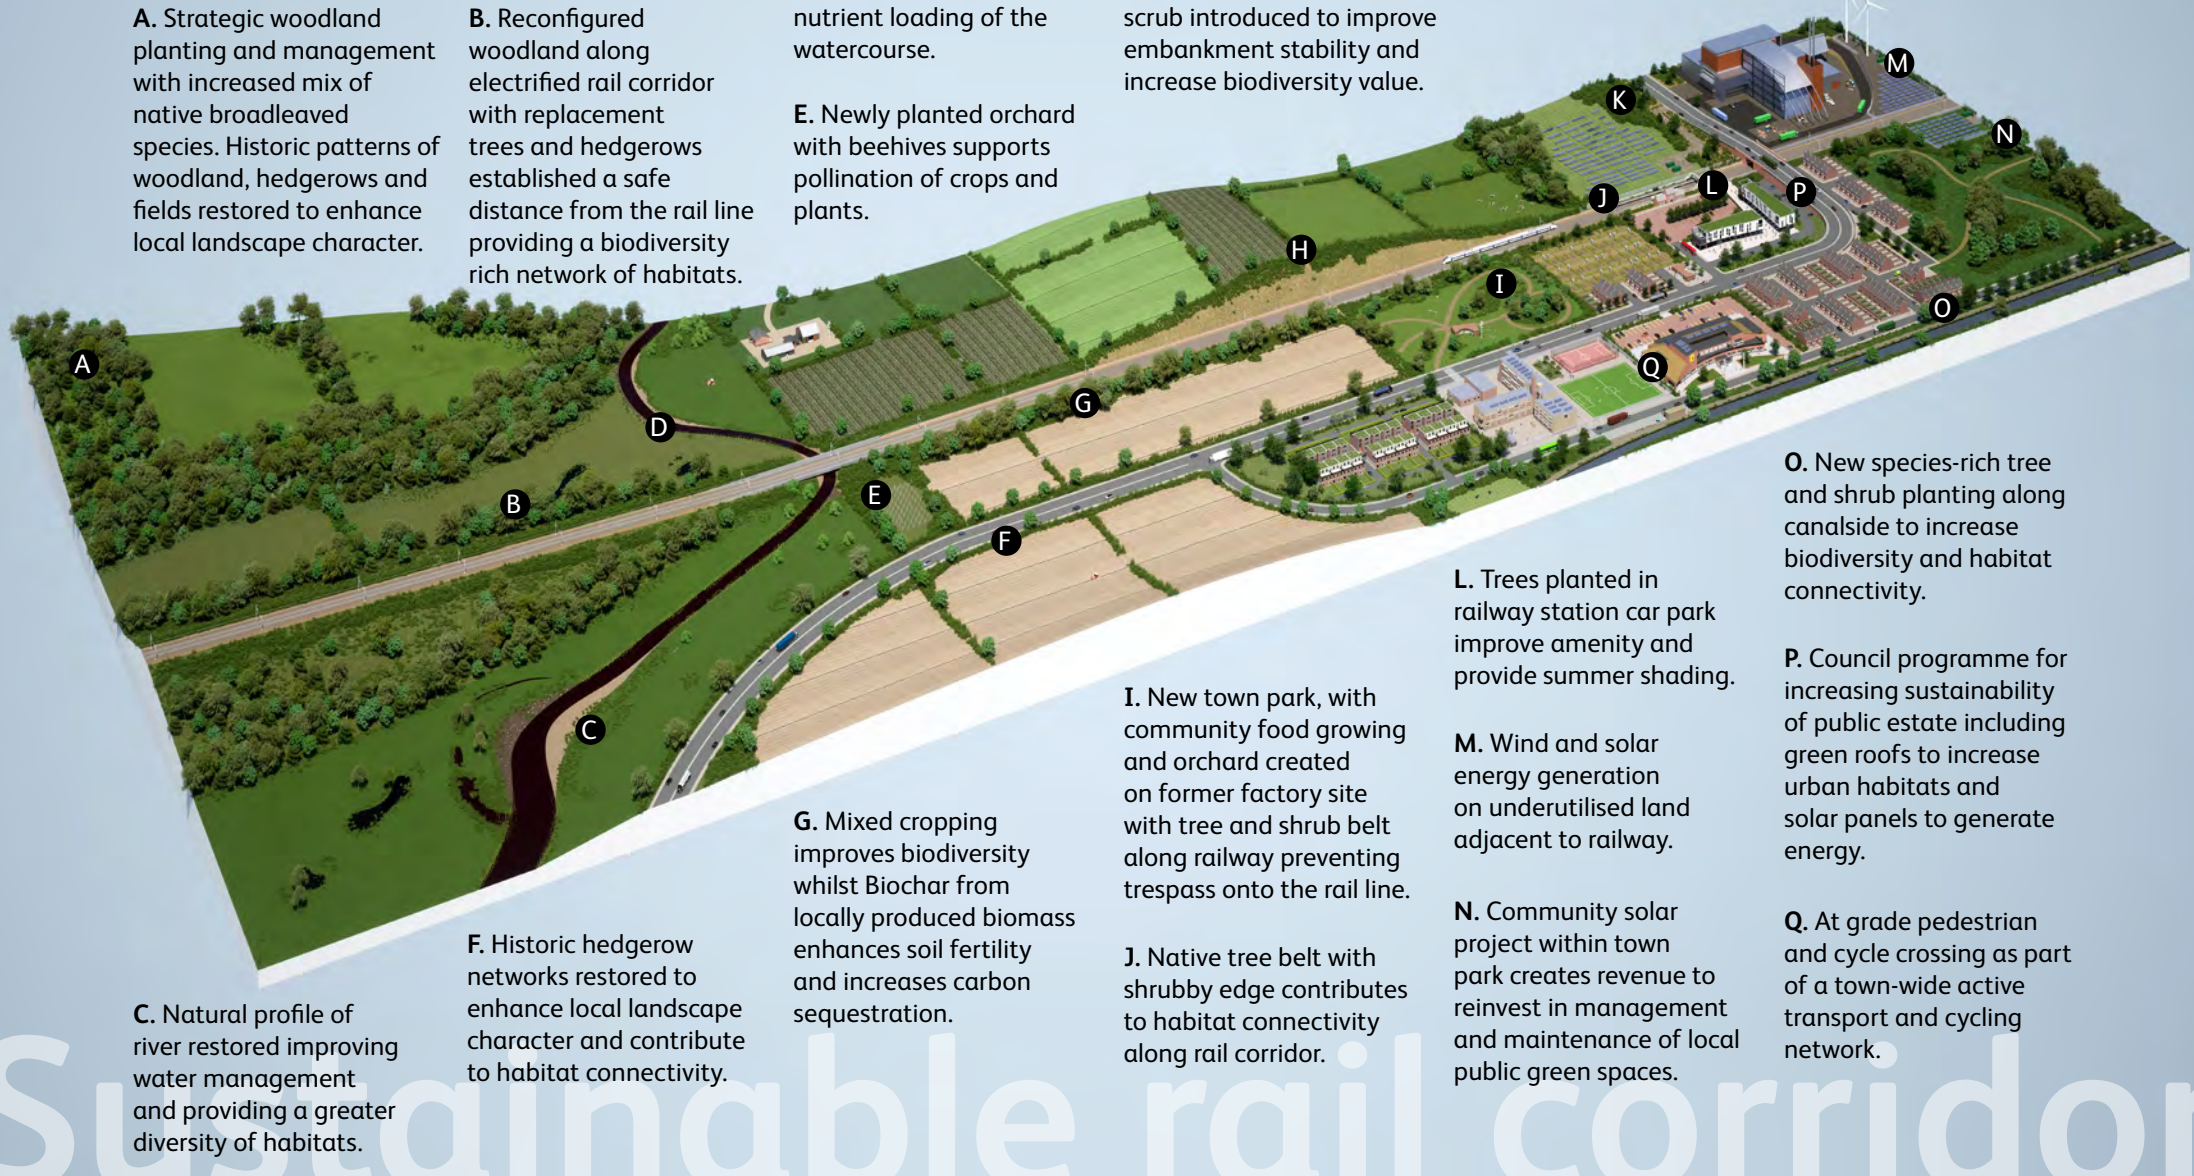 A. Strategic woodland
planting and management
with increased mix of
native broadleaved
species. Historic patterns of
woodland, hedgerows and
fields restored to enhance
local landscape character.
B. Reconfigured
woodland along
electrified rail corridor
with replacement
trees and hedgerows
established a safe
distance from the rail line
providing a biodiversity
rich network of habitats.
nutrient loading of the
watercourse.
E. Newly planted orchard
with beehives supports
pollination of crops and
plants.
scrub introduced to improve
embankment stability and
increase biodiversity value.
M
K
N
L
P
J
H
I
O
A
Q
G
D
E
B
F
C
C. Natural profile of
river restored improving
water management
and providing a greater
diversity of habitats.
F. Historic hedgerow
networks restored to
enhance local landscape
character and contribute
to habitat connectivity.
G. Mixed cropping
improves biodiversity
whilst Biochar from
locally produced biomass
enhances soil fertility
and increases carbon
sequestration.
I. New town park, with
community food growing
and orchard created
on former factory site
with tree and shrub belt
along railway preventing
trespass onto the rail line.
J. Native tree belt with
shrubby edge contributes
to habitat connectivity
along rail corridor.
L. Trees planted in
railway station car park
improve amenity and
provide summer shading.
M. Wind and solar
energy generation
on underutilised land
adjacent to railway.
N. Community solar
project within town
park creates revenue to
reinvest in management
and maintenance of local
public green spaces.
O. New species-rich tree
and shrub planting along
canalside to increase
biodiversity and habitat
connectivity.
P. Council programme for
increasing sustainability
of public estate including
green roofs to increase
urban habitats and
solar panels to generate
energy.
Q. At grade pedestrian
and cycle crossing as part
of a town-wide active
transport and cycling
network.
Sustainable rail corridor